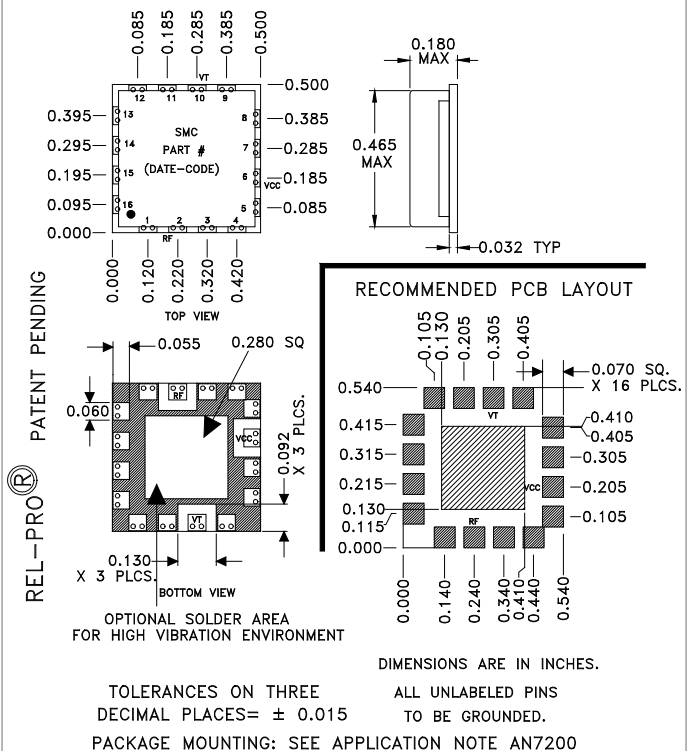 0.085
0.185
0.285
0.385
0.500
VT
12
11
10
9
0.500
0.395
0.295
0.195
0.095
0.000
13
14
15
16
SMC
PART #
(DATE-CODE)
8
7
6
VCC
5
0.385
0.285
0.185
0.085
1
2
3
4
RF
0.000
0.120
0.220
0.320
0.420
TOP VIEW
0.180
MAX
0.465
MAX
0.032 TYP
REL-PRO® PATENT PENDING
0.055
0.280 SQ
0.060
RF
VCC
VT
0.092
X 3 PLCS.
0.130
X 3 PLCS.
BOTTOM VIEW
OPTIONAL SOLDER AREA
FOR HIGH VIBRATION ENVIRONMENT
RECOMMENDED PCB LAYOUT
0.105
0.130
0.205
0.305
0.405
0.070 SQ.
X 16 PLCS.
0.540
0.415
0.315
0.215
0.130
0.115
0.000
VT
VCC
RF
0.410
0.405
0.305
0.205
0.105
0.000
0.140
0.240
0.340
0.410
0.440
0.540
DIMENSIONS ARE IN INCHES.
TOLERANCES ON THREE
DECIMAL PLACES= ± 0.015
ALL UNLABELED PINS
TO BE GROUNDED.
PACKAGE MOUNTING: SEE APPLICATION NOTE AN7200